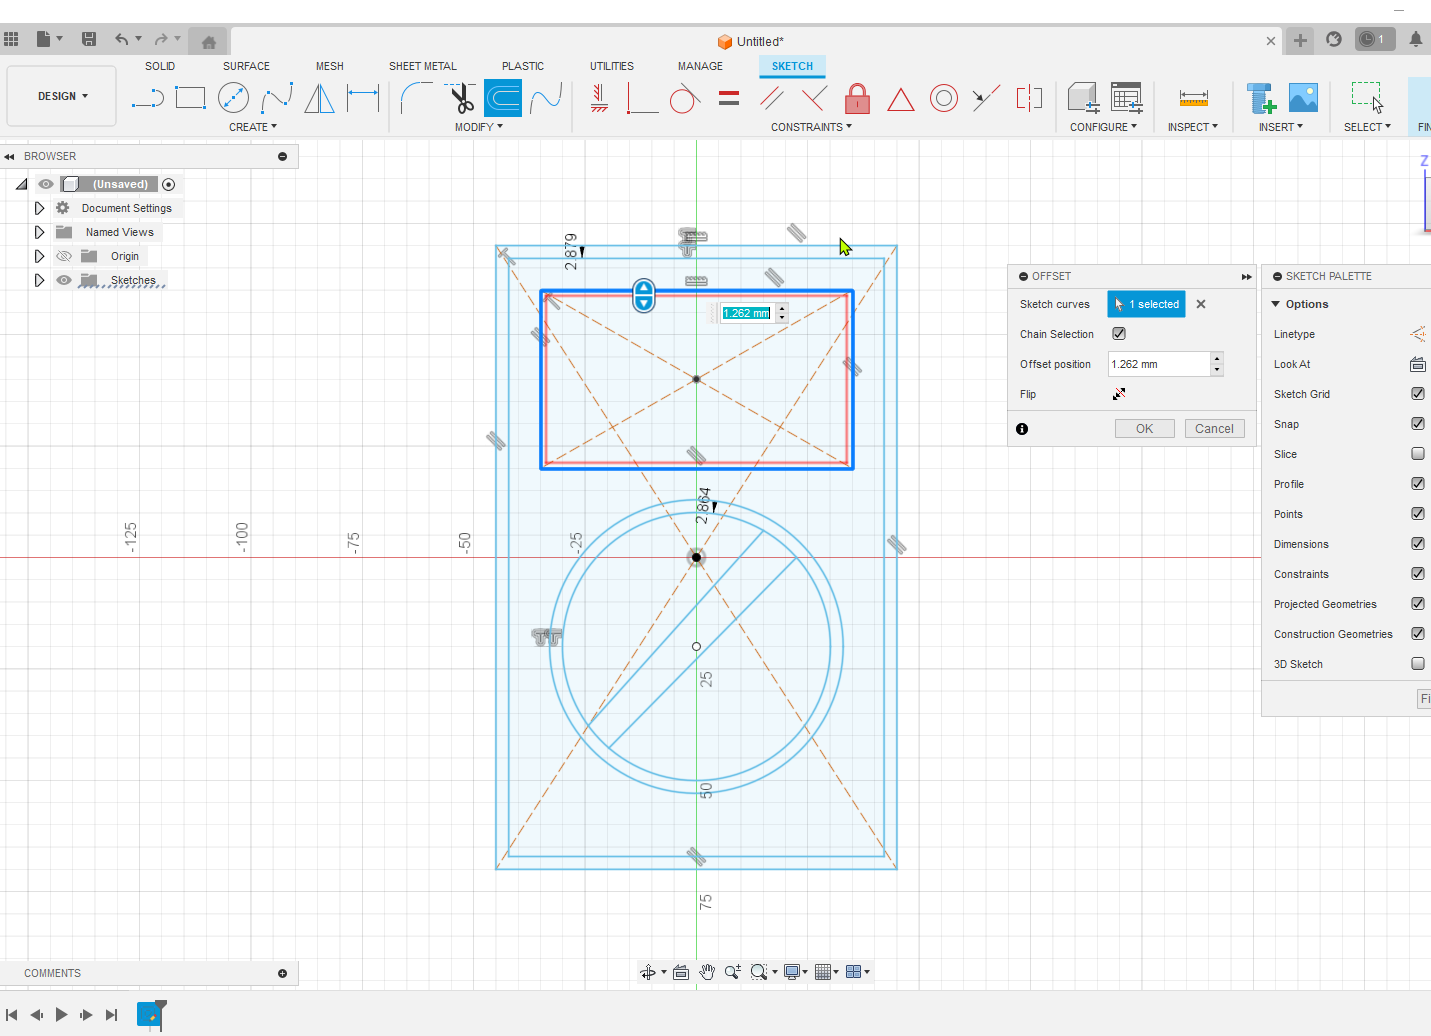 Untitled*
1
SOLID
SURFACE
MESH
SHEET METAL
PLASTIC
UTILITIES
MANAGE
SKETCH
DESIGN
CREATE
MODIFY
CONSTRAINTS
CONFIGURE
INSPECT
INSERT
SELECT
FIN
BROWSER
(Unsaved)
Document Settings
Named Views
Origin
Sketches
Z
2.879
1.262 mm
2.864
-125
-100
-75
-50
-25
25
50
75
OFFSET
Sketch curves
1 selected
Chain Selection
Offset position
1.262 mm
Flip
OK
Cancel
SKETCH PALETTE
Options
Linetype
Look At
Sketch Grid
Snap
Slice
Profile
Points
Dimensions
Constraints
Projected Geometries
Construction Geometries
3D Sketch
Fi
COMMENTS